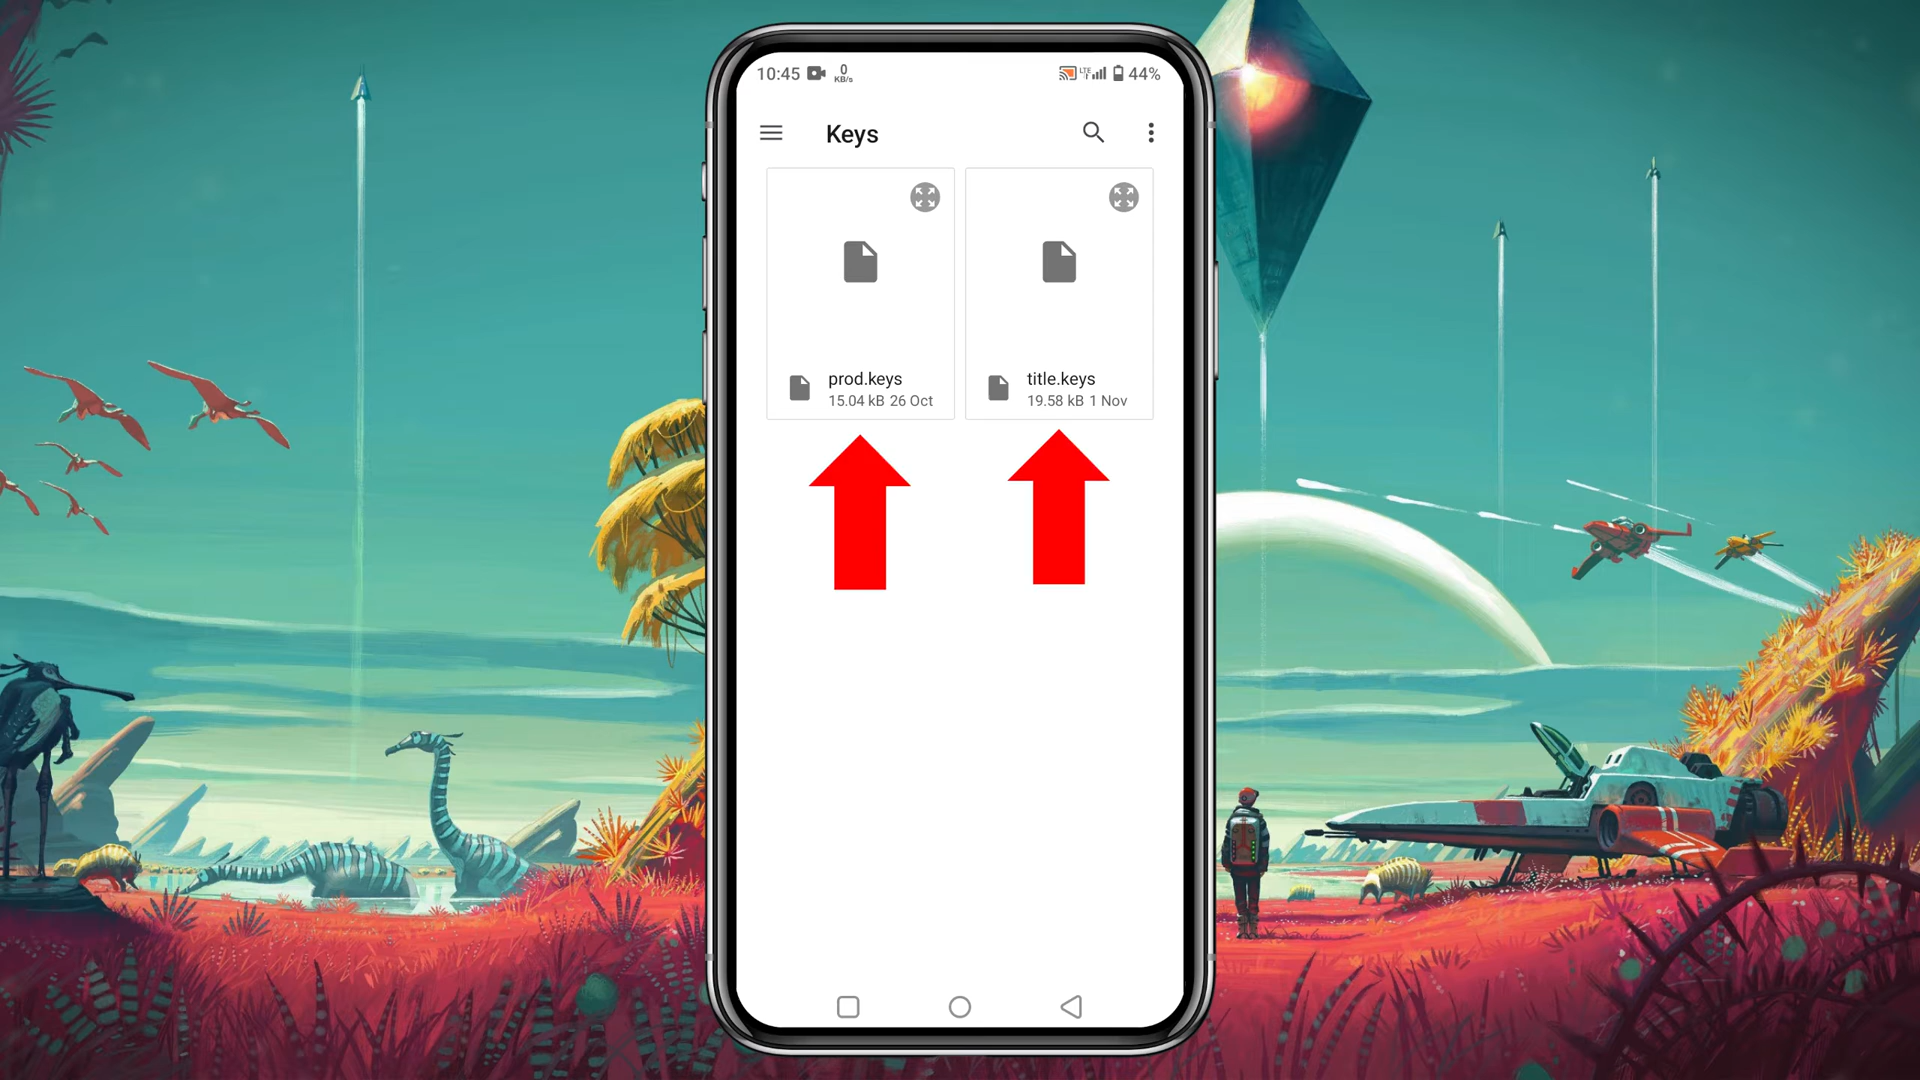 10:45 0 KB/s LTE 44%
Keys
prod.keys
15.04 kB 26 Oct
title.keys
19.58 kB 1 Nov